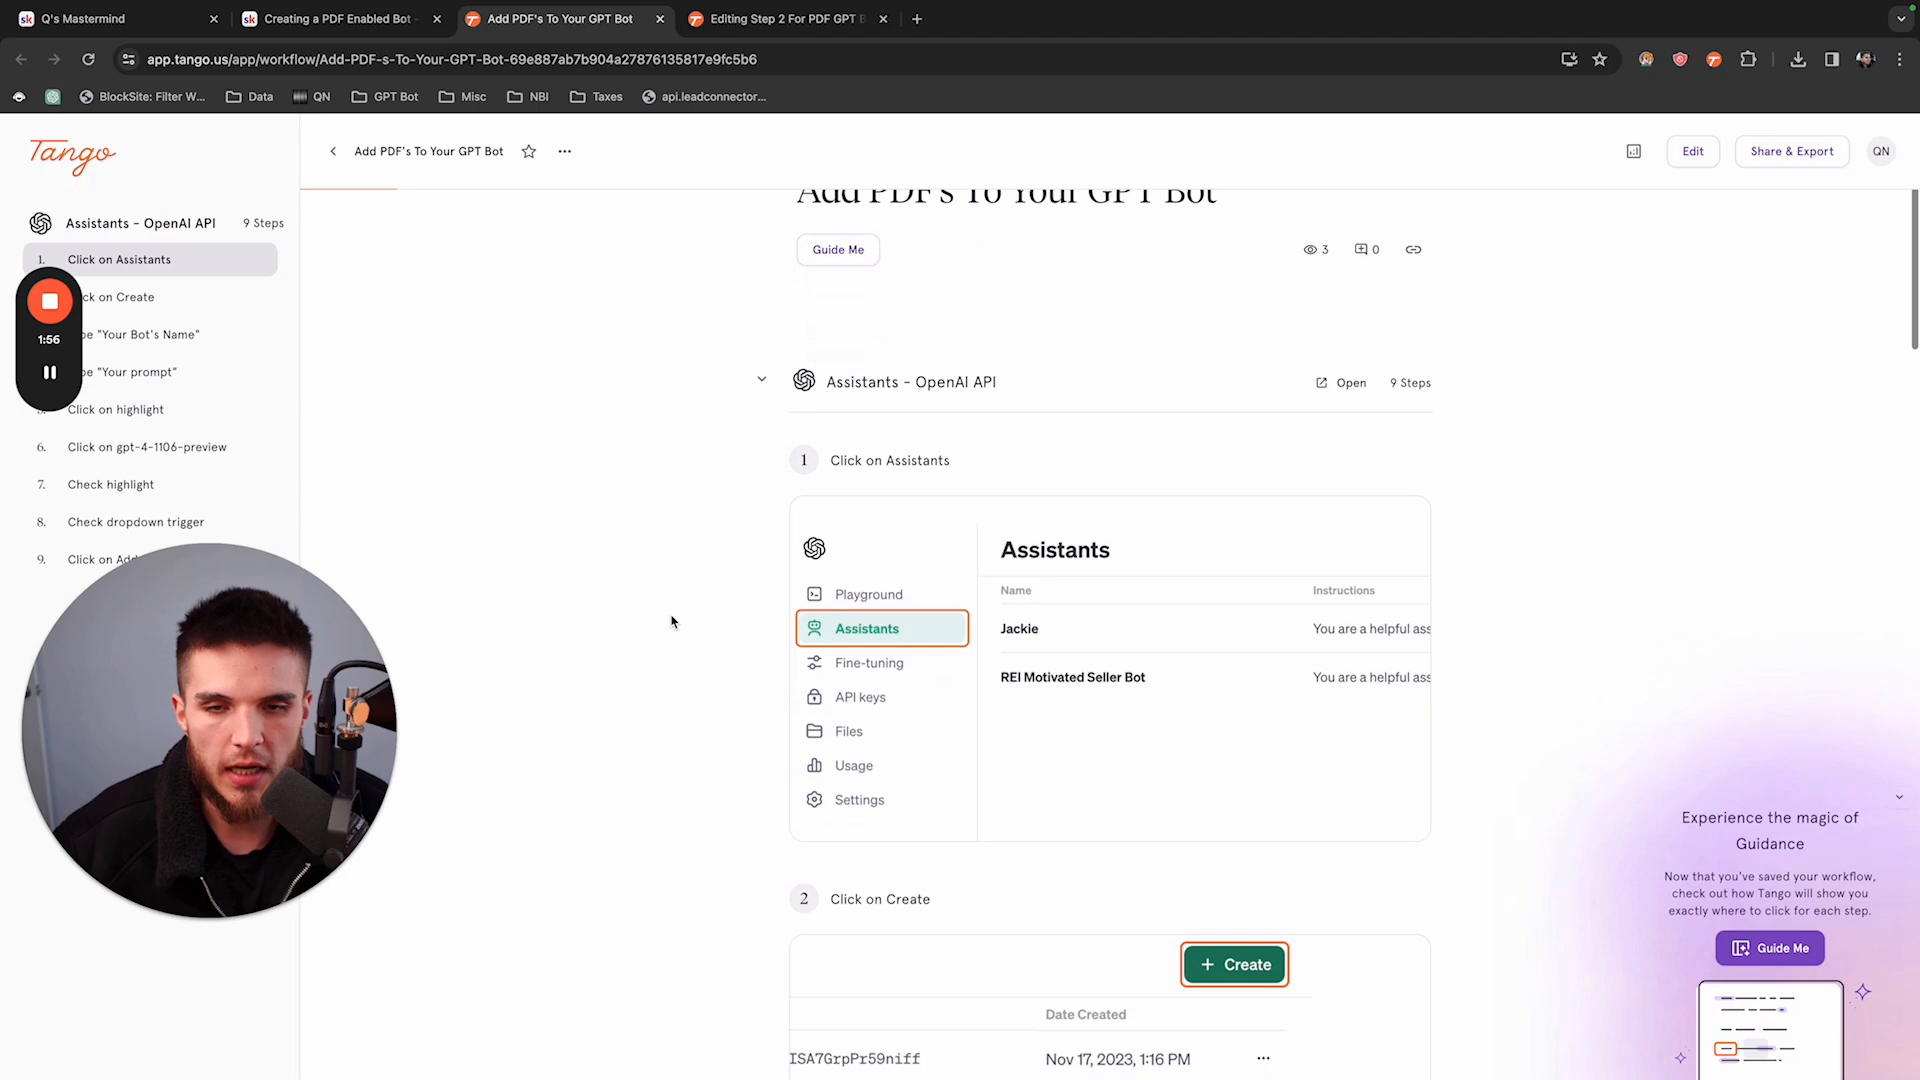 Q's Mastermind
sk Creating a PDF Enabled Bot -
Add PDF's To Your GPT Bot
Editing Step 2 For PDF GPT B
app.tango.us/app/workflow/Add-PDF-s-To-Your-GPT-Bot-69e887ab7b904a27876135817e9fc5b6
BlockSite: Filter W...
Data
QN
GPT Bot
Misc
NBI
Taxes
api.leadconnector...
Tango
Add PDF's To Your GPT Bot
Edit
Share & Export
QN
Assistants - OpenAI API 9 Steps
1. Click on Assistants
ck on Create
pe "Your Bot's Name"
pe "Your prompt"
Click on highlight
6. Click on gpt-4-1106-preview
7. Check highlight
8. Check dropdown trigger
9. Click on Add
1:56
Add PDF's To Your GPT Bot
Guide Me
3
0
Assistants - OpenAI API
Open 9 Steps
1 Click on Assistants
Playground
Assistants
Fine-tuning
API keys
Files
Usage
Settings
Assistants
Name Instructions
Jackie You are a helpful ass
REI Motivated Seller Bot You are a helpful ass
2 Click on Create
+ Create
Date Created
ISA7GrpPr59niff Nov 17, 2023, 1:16 PM
Experience the magic of
Guidance
Now that you've saved your workflow,
check out how Tango will show you
exactly where to click for each step.
Guide Me